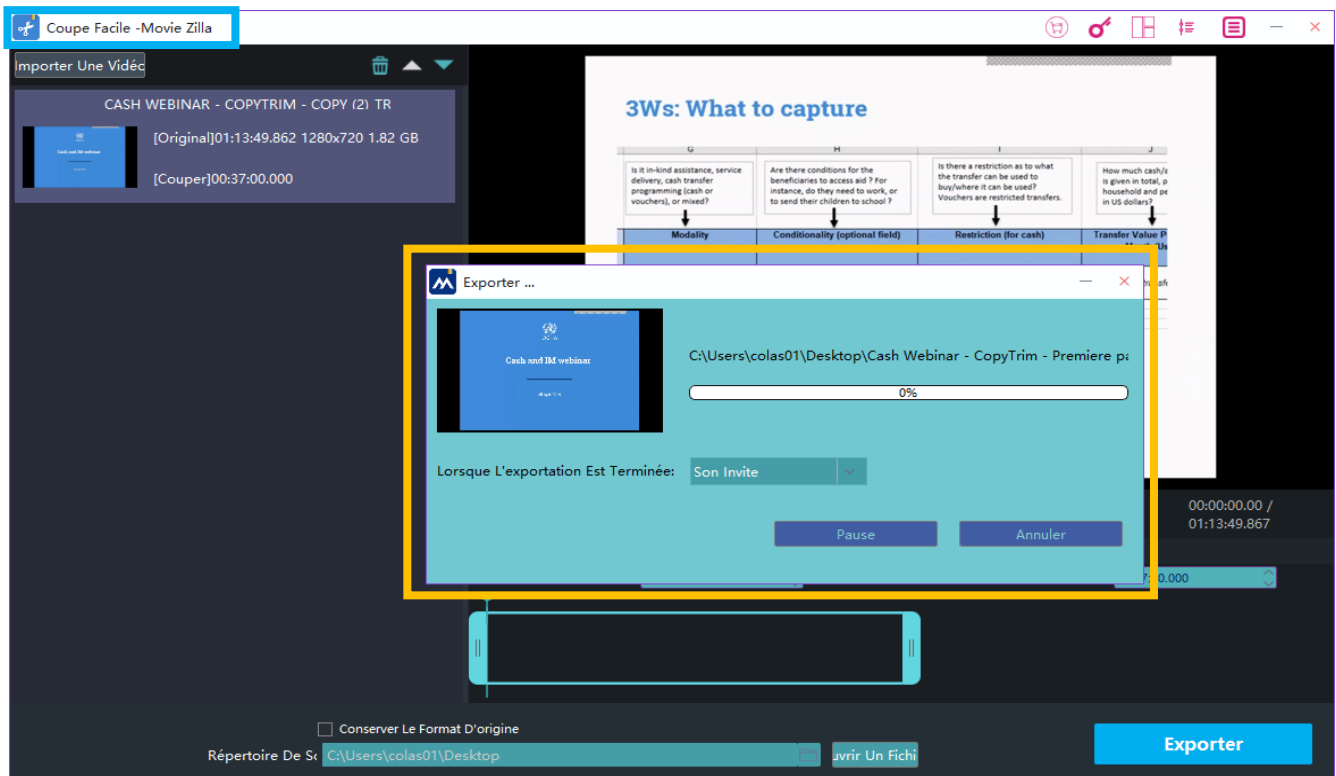 Coupe Facile -Movie Zilla
mporter Une Vidéc
CASH WEBINAR - COPYTRIM - COPY (2) TR
[Original]01:13:49.862 1280x720 1.82 GB
[Couper]00:37:00.000
3Ws: What to capture
G H I J
Is it in-kind assistance, service delivery, cash transfer programming (cash or vouchers), or mixed?
Are there conditions for the beneficiaries to access aid ? For instance, do they need to work, or to send their children to school ?
Is there a restriction as to what the transfer can be used to buy/where it can be used? Vouchers are restricted transfers.
How much cash/
is given in total, p
household and pe
in US dollars?
Modality
Conditionality (optional field)
Restriction (for cash)
Transfer Value P
Exporter ...
Cash and IM webinar
C:\Users\colas01\Desktop\Cash Webinar - CopyTrim - Premiere pa
0%
Lorsque L'exportation Est Terminée:
Son Invite
Pause
Annuler
00:00:00.00 /
01:13:49.867
0.000
Conserver Le Format D'origine
Répertoire De So
C:\Users\colas01\Desktop
uvrir Un Fichi
Exporter